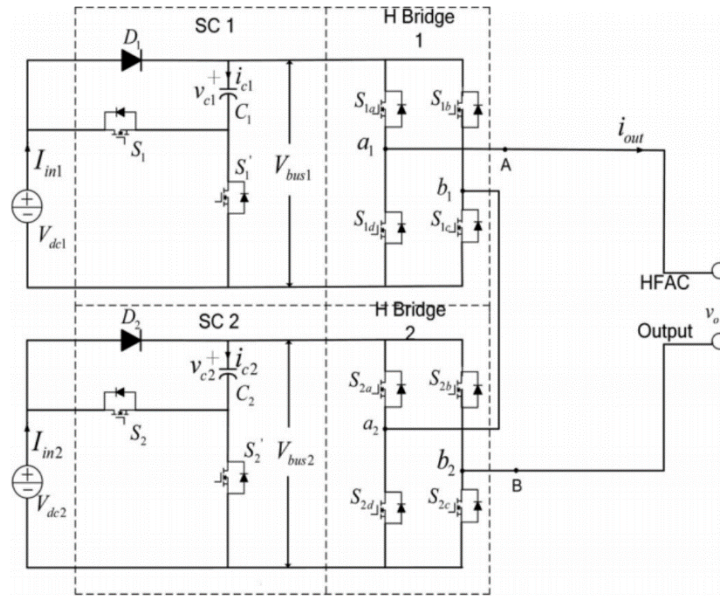 SC 1
H Bridge
1
D1
vc1 + ic1
C1
S1
S1'
Iin1
Vdc1
Vbus1
S1a
S1b
a1
b1
S1d
S1c
A
iout
HFAC
Output
vo
SC 2
H Bridge
2
D2
vc2 + ic2
C2
S2
S2'
Iin2
Vdc2
Vbus2
S2a
S2b
a2
b2
S2d
S2c
B